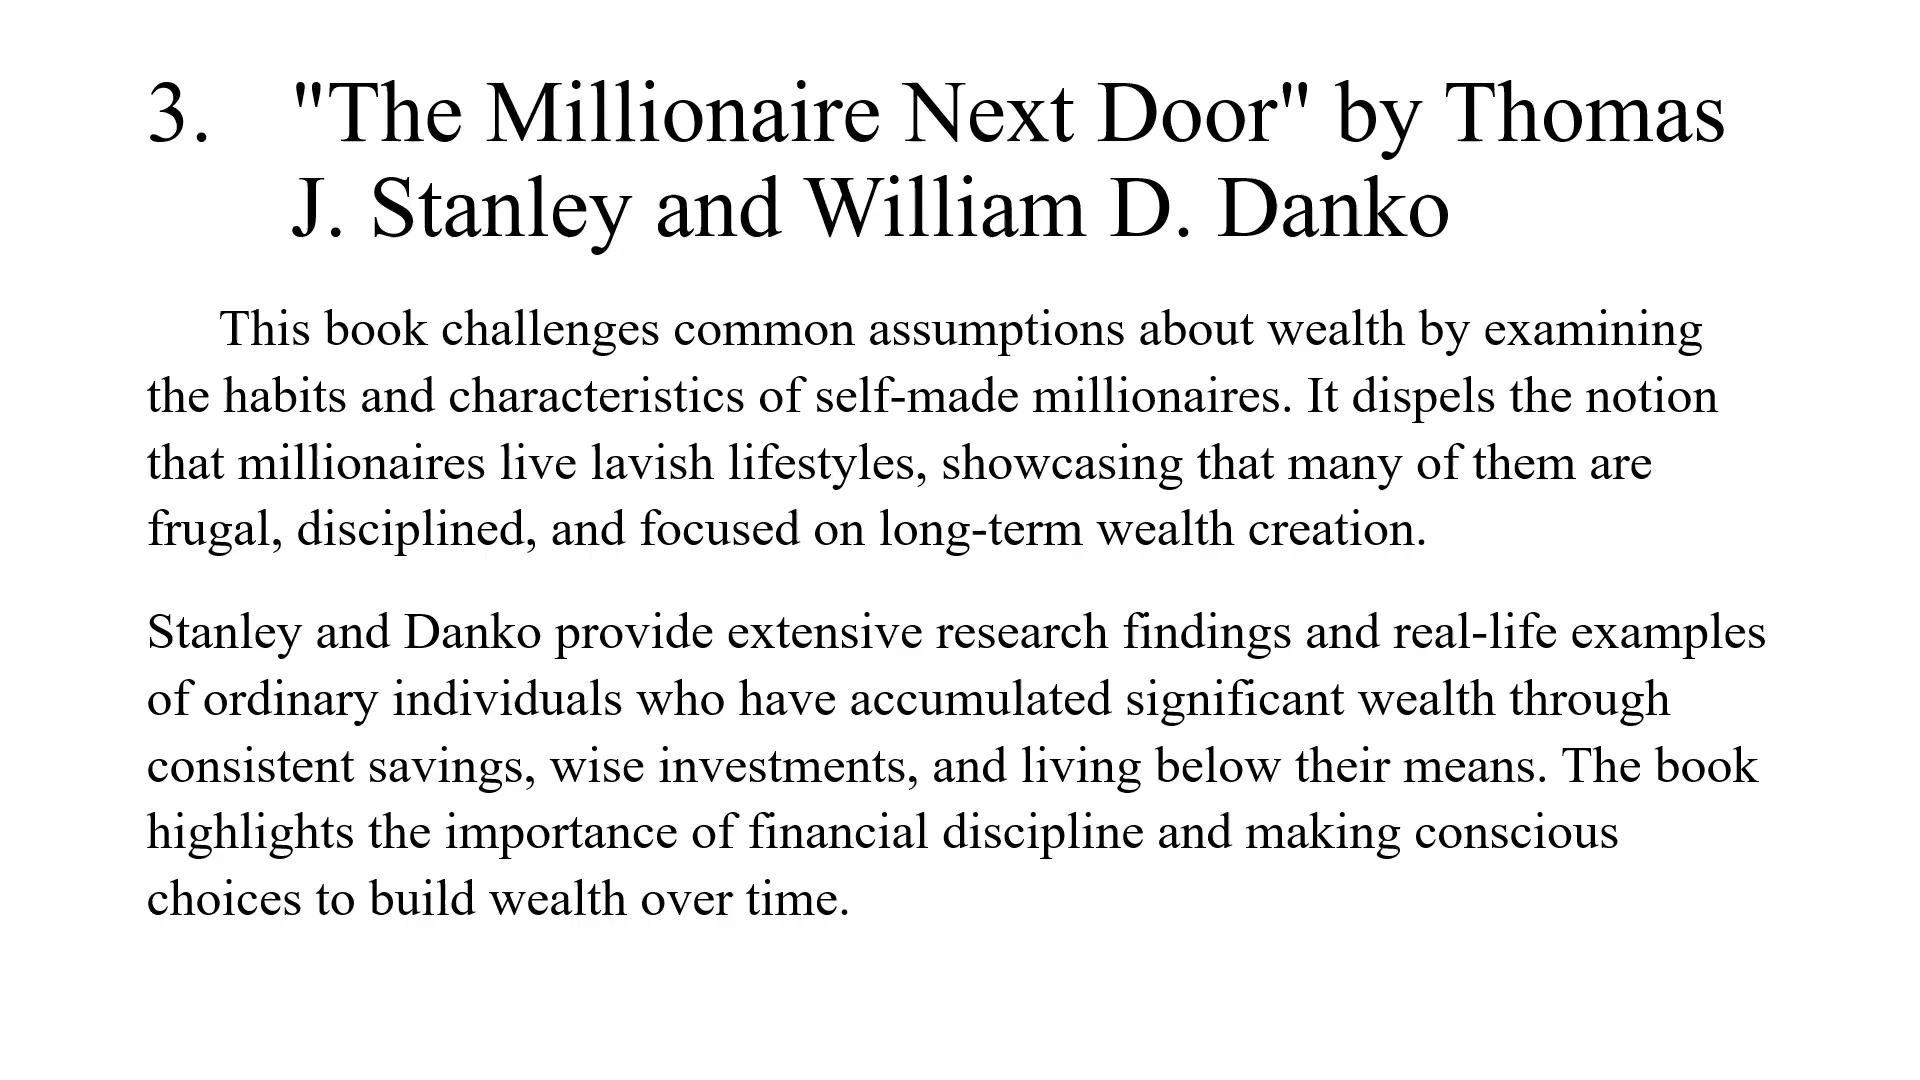 3. "The Millionaire Next Door" by Thomas
J. Stanley and William D. Danko
This book challenges common assumptions about wealth by examining
the habits and characteristics of self-made millionaires. It dispels the notion
that millionaires live lavish lifestyles, showcasing that many of them are
frugal, disciplined, and focused on long-term wealth creation.
Stanley and Danko provide extensive research findings and real-life examples
of ordinary individuals who have accumulated significant wealth through
consistent savings, wise investments, and living below their means. The book
highlights the importance of financial discipline and making conscious
choices to build wealth over time.